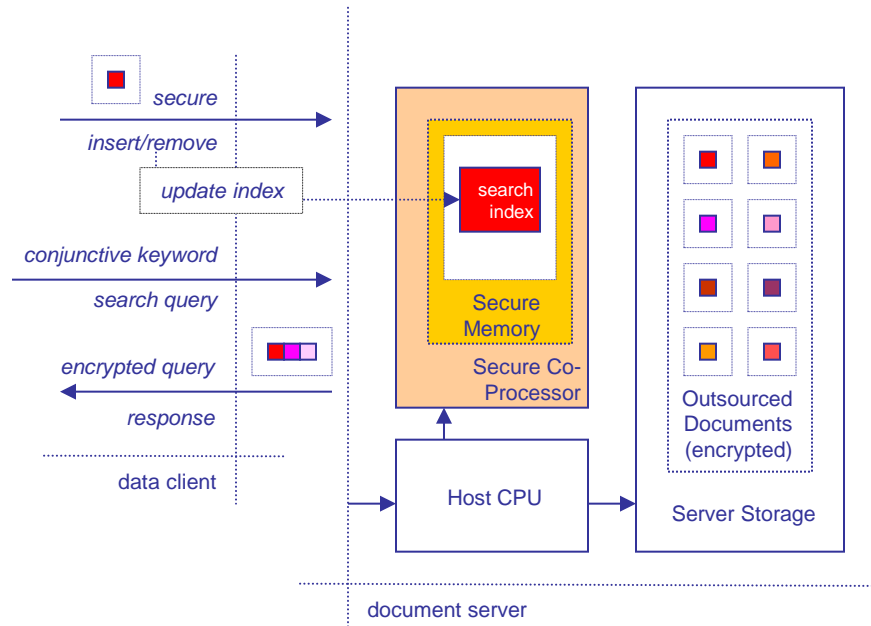 secure
insert/remove
update index
conjunctive keyword
search query
encrypted query
response
data client
search
index
Secure
Memory
Secure Co-
Processor
Host CPU
Outsourced
Documents
(encrypted)
Server Storage
document server